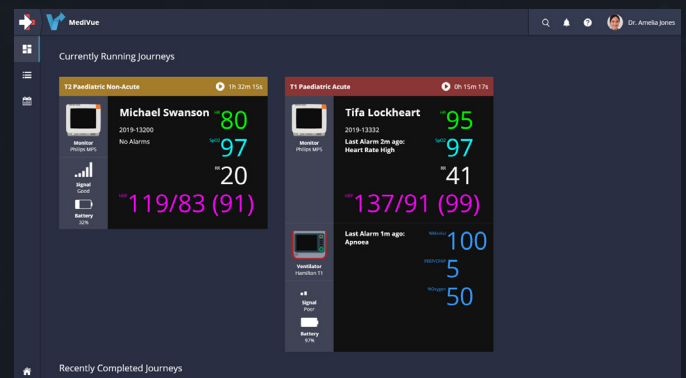 MediVue
Dr. Amelia Jones
Currently Running Journeys
T2 Paediatric Non-Acute
1h 32m 15s
Monitor
Philips MP5
Signal
Good
Battery
32%
Michael Swanson
2019-13200
No Alarms
HR 80
SpO2 97
RR 20
NBP 119/83 (91)
T1 Paediatric Acute
0h 15m 17s
Monitor
Philips MP5
Tifa Lockheart
2019-13332
Last Alarm 2m ago:
Heart Rate High
HR 95
SpO2 97
RR 41
NBP 137/91 (99)
Ventilator
Hamilton T1
Signal
Poor
Battery
97%
Last Alarm 1m ago:
Apnoea
100
5
%Oxygen 50
Recently Completed Journeys